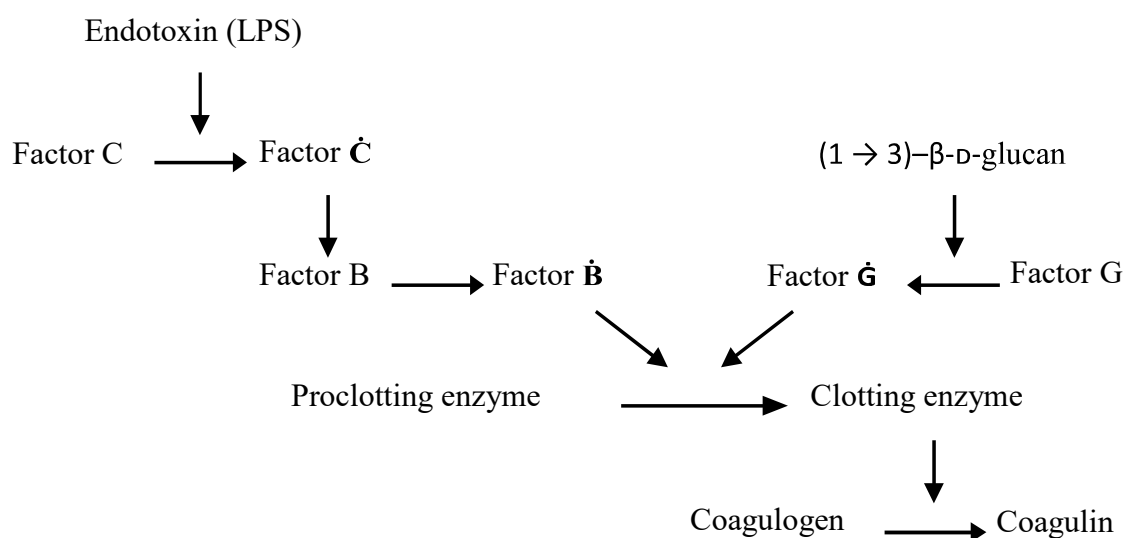 Endotoxin (LPS)
Factor C Factor Ċ (1 → 3)–β-ᴅ-glucan
Factor B Factor Ḃ Factor Ġ Factor G
Proclotting enzyme Clotting enzyme
Coagulogen Coagulin